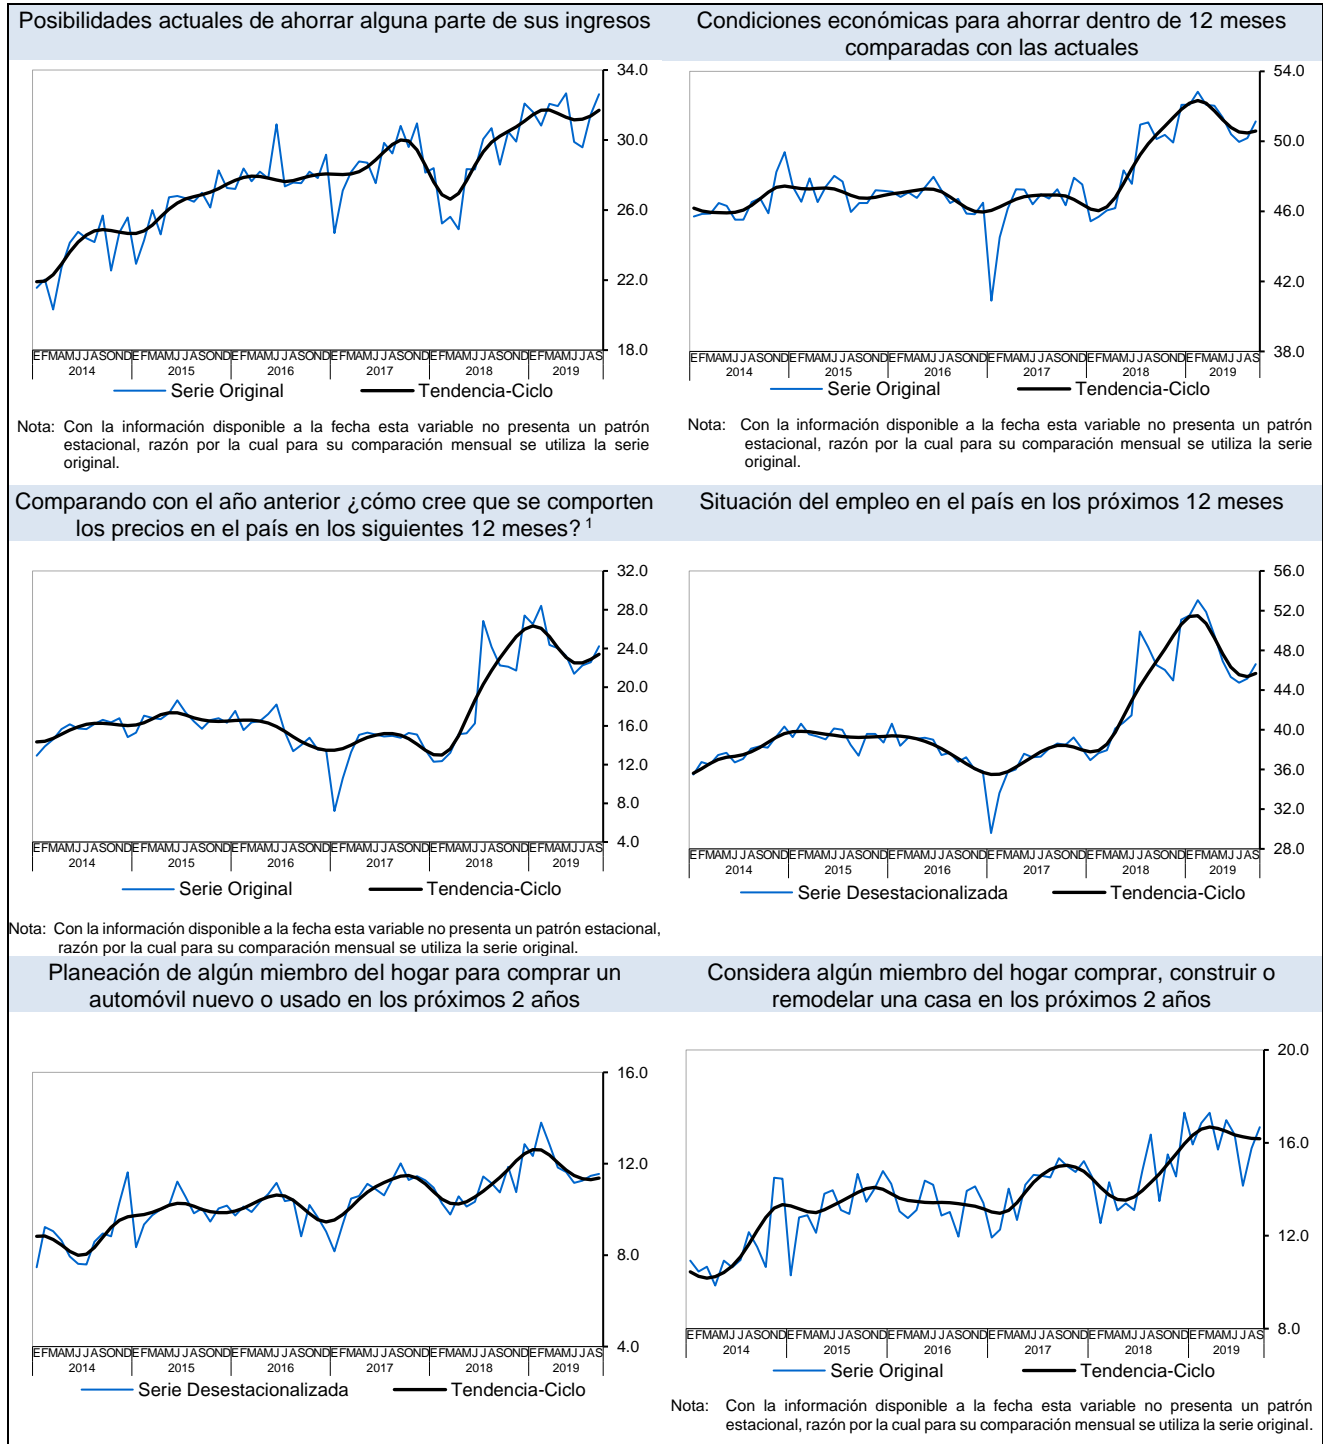 Posibilidades actuales de ahorrar alguna parte de sus ingresos
34.0
30.0
26.0
22.0
18.0
EFMAMJJASONDEFMAMJJASONDEFMAMJJASONDEFMAMJJASONDEFMAMJJASONDEFMAMJJAS
2014 2015 2016 2017 2018 2019
Serie Original Tendencia-Ciclo
Nota: Con la información disponible a la fecha esta variable no presenta un patrón
estacional, razón por la cual para su comparación mensual se utiliza la serie
original.
Condiciones económicas para ahorrar dentro de 12 meses
comparadas con las actuales
54.0
50.0
46.0
42.0
38.0
EFMAMJJASONDEFMAMJJASONDEFMAMJJASONDEFMAMJJASONDEFMAMJJASONDEFMAMJJAS
2014 2015 2016 2017 2018 2019
Serie Original Tendencia-Ciclo
Nota: Con la información disponible a la fecha esta variable no presenta un patrón
estacional, razón por la cual para su comparación mensual se utiliza la serie
original.
Comparando con el año anterior ¿cómo cree que se comporten
los precios en el país en los siguientes 12 meses? 1
32.0
28.0
24.0
20.0
16.0
12.0
8.0
4.0
EFMAMJJASONDEFMAMJJASONDEFMAMJJASONDEFMAMJJASONDEFMAMJJASONDEFMAMJJAS
2014 2015 2016 2017 2018 2019
Serie Original Tendencia-Ciclo
Nota: Con la información disponible a la fecha esta variable no presenta un patrón estacional,
razón por la cual para su comparación mensual se utiliza la serie original.
Situación del empleo en el país en los próximos 12 meses
56.0
52.0
48.0
44.0
40.0
36.0
32.0
28.0
EFMAMJJASONDEFMAMJJASONDEFMAMJJASONDEFMAMJJASONDEFMAMJJASONDEFMAMJJAS
2014 2015 2016 2017 2018 2019
Serie Desestacionalizada Tendencia-Ciclo
Planeación de algún miembro del hogar para comprar un
automóvil nuevo o usado en los próximos 2 años
16.0
12.0
8.0
4.0
EFMAMJJASONDEFMAMJJASONDEFMAMJJASONDEFMAMJJASONDEFMAMJJASONDEFMAMJJAS
2014 2015 2016 2017 2018 2019
Serie Desestacionalizada Tendencia-Ciclo
Considera algún miembro del hogar comprar, construir o
remodelar una casa en los próximos 2 años
20.0
16.0
12.0
8.0
EFMAMJJASONDEFMAMJJASONDEFMAMJJASONDEFMAMJJASONDEFMAMJJASONDEFMAMJJAS
2014 2015 2016 2017 2018 2019
Serie Original Tendencia-Ciclo
Nota: Con la información disponible a la fecha esta variable no presenta un patrón
estacional, razón por la cual para su comparación mensual se utiliza la serie original.